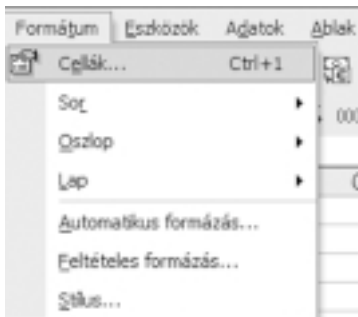 Formátum Eszközök Adatok Ablak
Cellák... Ctrl+1
Sor
Oszlop
Lap
Automatikus formázás...
Feltételes formázás...
Stílus...